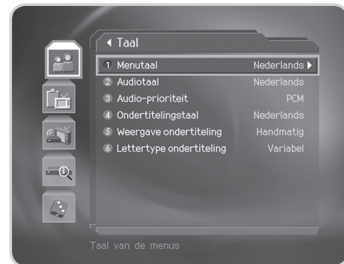 Taal
1 Menutaal Nederlands
2 Audiotaal Nederlands
3 Audio-prioriteit PCM
4 Ondertitelingstaal Nederlands
5 Weergave ondertiteling Handmatig
6 Lettertype ondertiteling Variabel
Taal van de menus